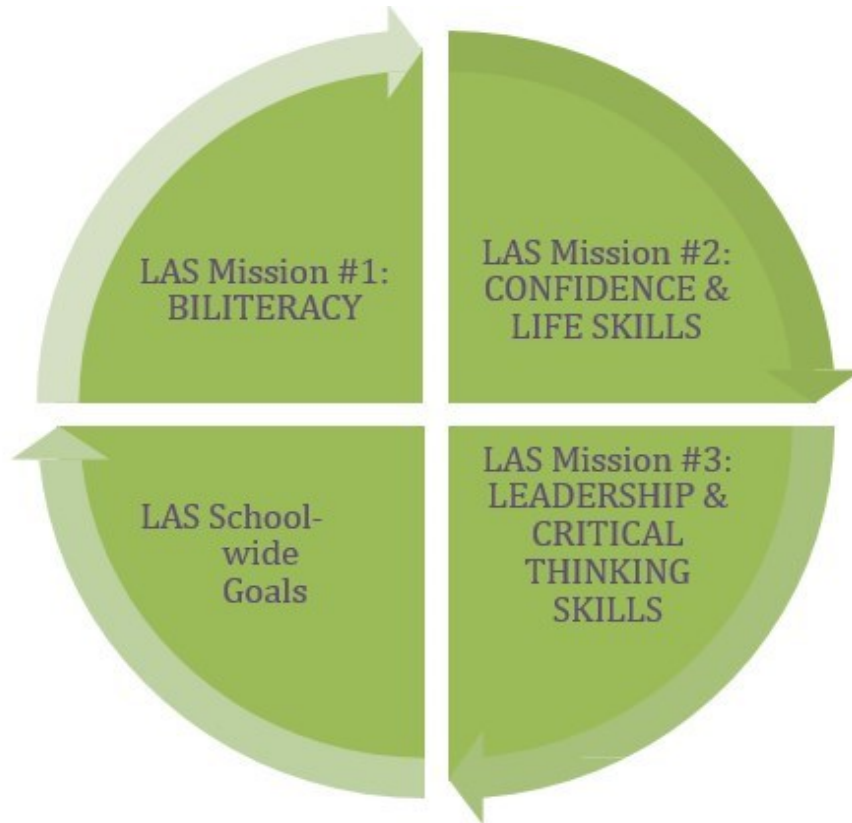 LAS Mission #1:
BILITERACY
LAS Mission #2:
CONFIDENCE &
LIFE SKILLS
LAS School-
wide
Goals
LAS Mission #3:
LEADERSHIP &
CRITICAL
THINKING
SKILLS